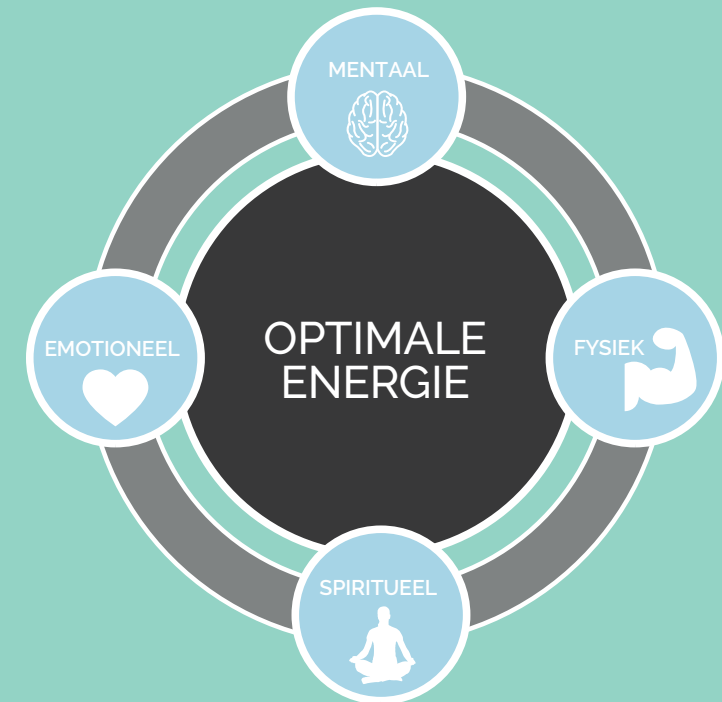 MENTAAL
OPTIMALE
ENERGIE
EMOTIONEEL
FYSIEK
SPIRITUEEL